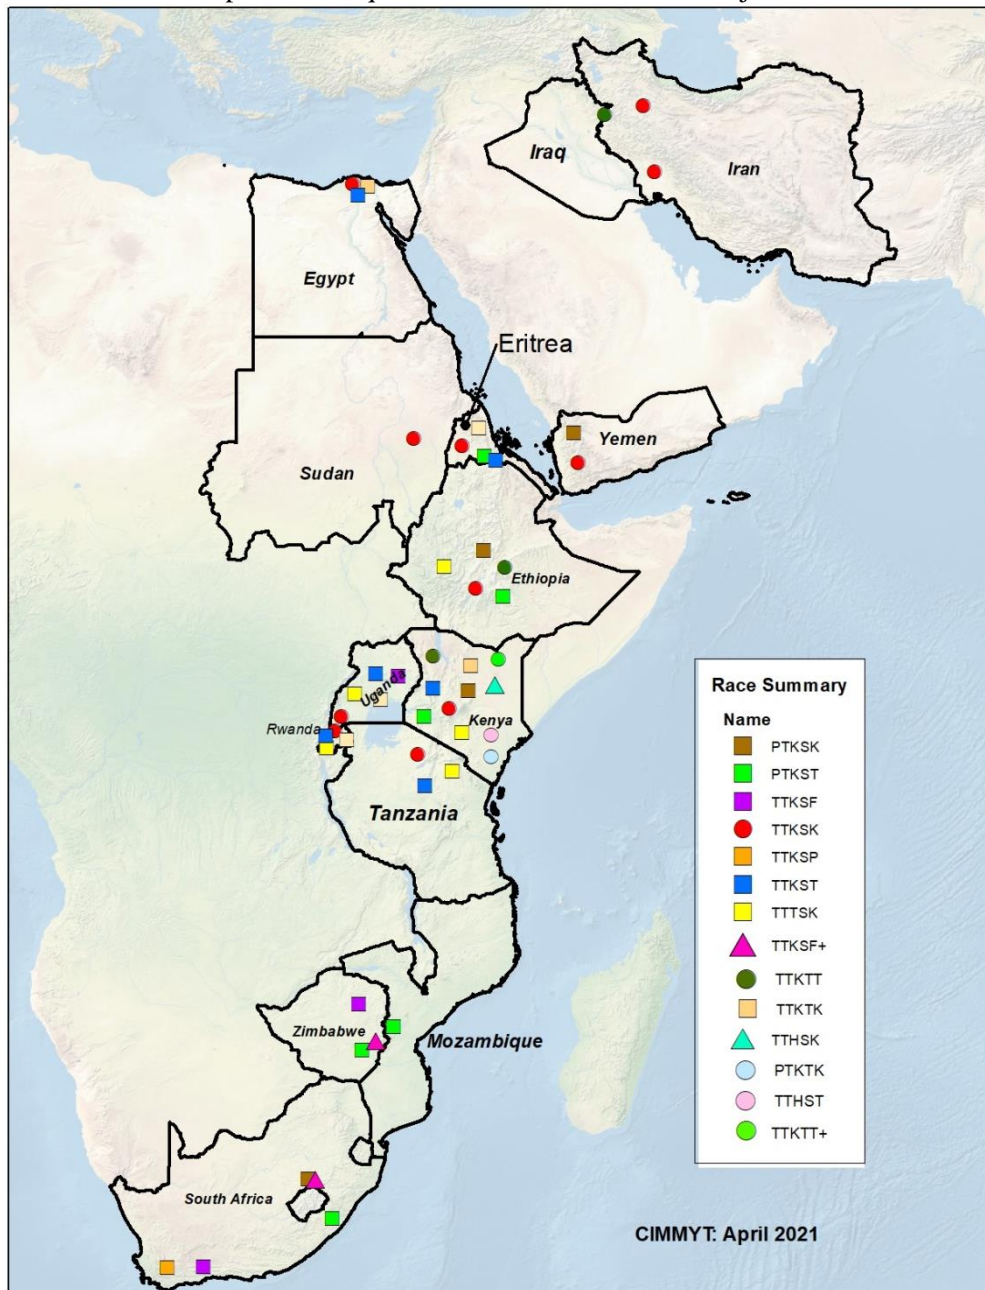 Iraq
Iran
Egypt
Eritrea
Yemen
Sudan
Ethiopia
Uganda
Rwanda
Kenya
Tanzania
Zimbabwe
Mozambique
South Africa
Race Summary
Name
PTKSK
PTKST
TTKSF
TTKSK
TTKSP
TTKST
TTTSK
TTKSF+
TTKTT
TTKTK
TTHSK
PTKTK
TTHST
TTKTT+
CIMMYT: April 2021